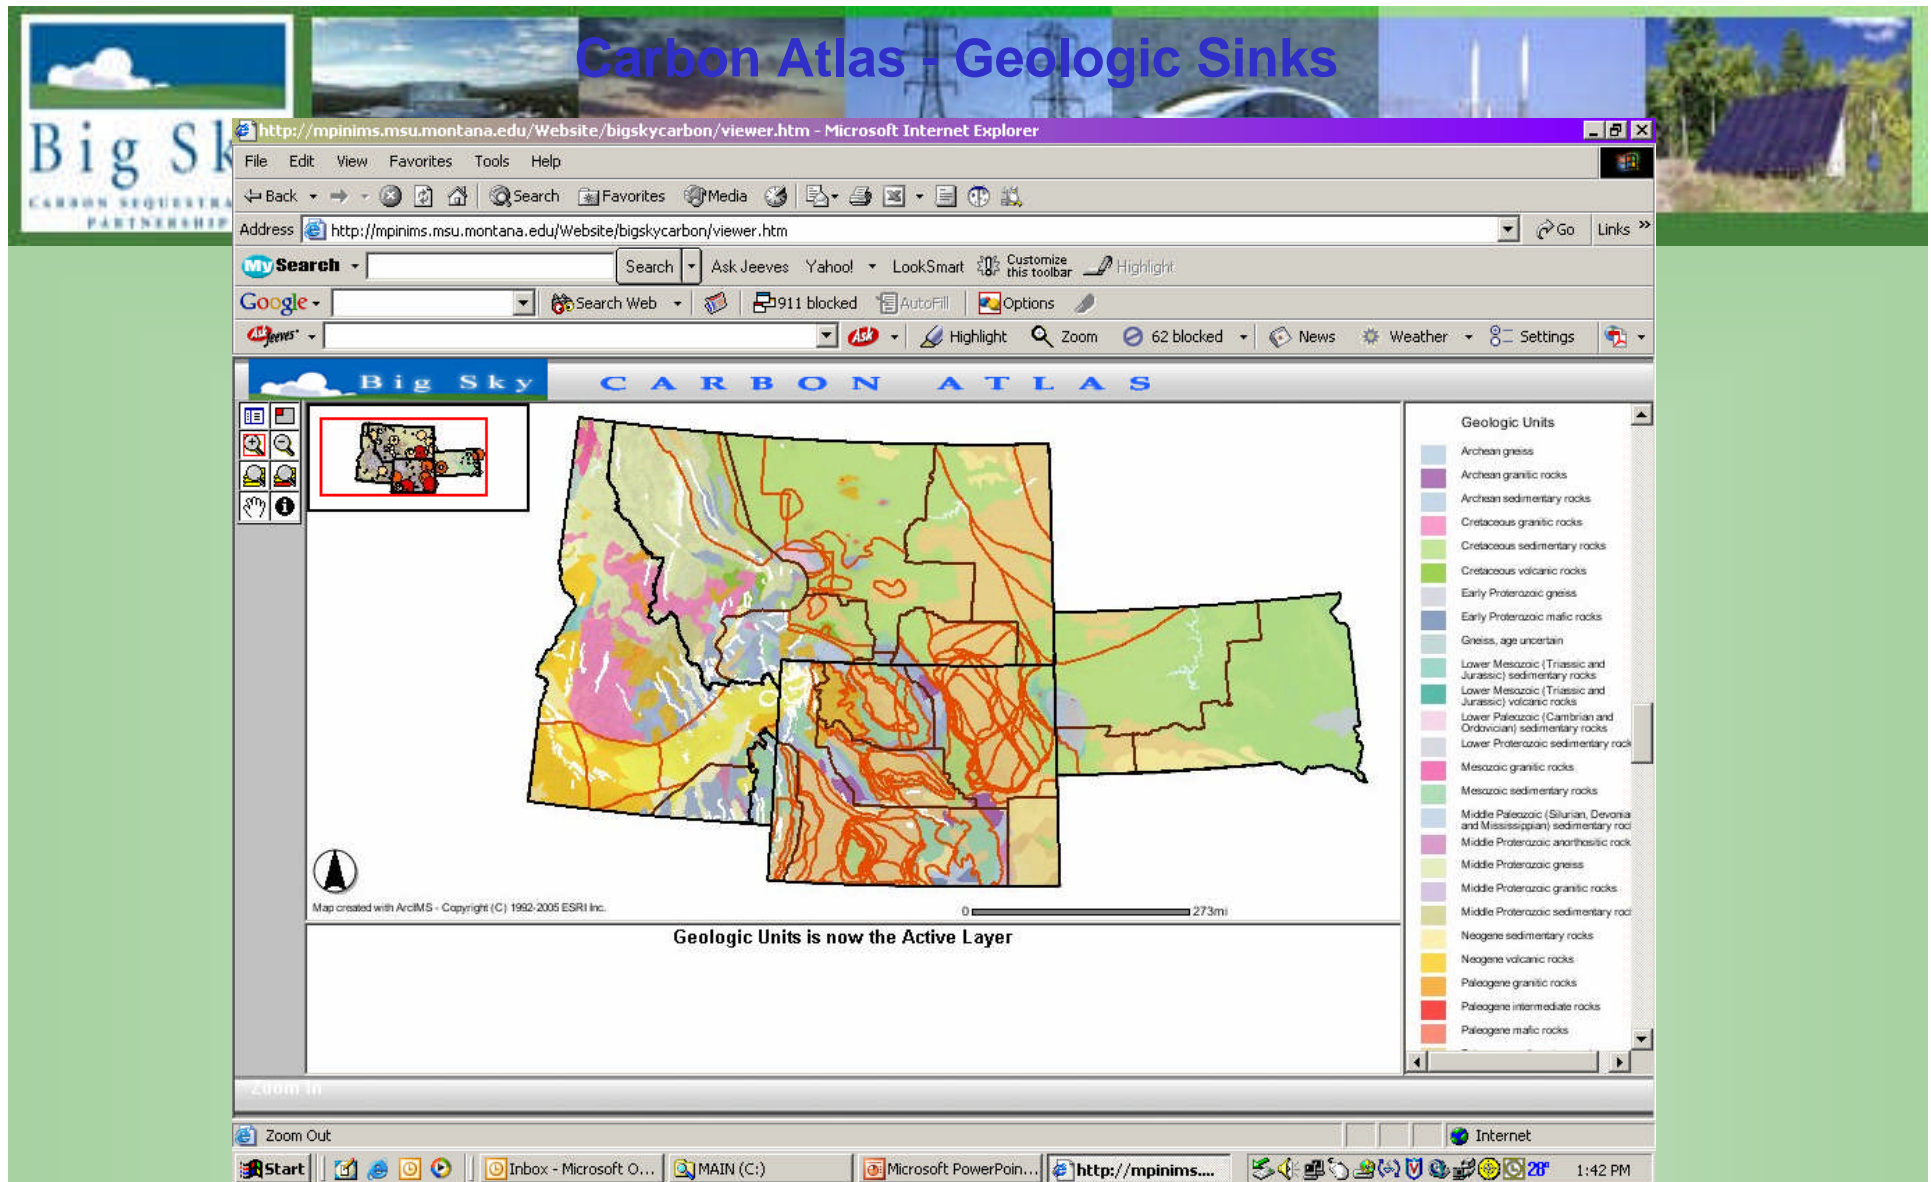 Carbon Atlas - Geologic Sinks
Big Sk
CARBON SEQUESTRA
PARTNERSHIP
http://mpinims.msu.montana.edu/Website/bigskycarbon/viewer.htm - Microsoft Internet Explorer
File Edit View Favorites Tools Help
Back Search Favorites Media
Address http://mpinims.msu.montana.edu/Website/bigskycarbon/viewer.htm Go Links »
My Search Search Ask Jeeves Yahoo! LookSmart Customize this toolbar Highlight
Google Search Web 911 blocked AutoFill Options
Ask Jeeves Ask Highlight Zoom 62 blocked News Weather Settings
Big Sky CARBON ATLAS
Geologic Units
Archean gneiss
Archean granitic rocks
Archean sedimentary rocks
Cretaceous granitic rocks
Cretaceous sedimentary rocks
Cretaceous volcanic rocks
Early Proterozoic gneiss
Early Proterozoic mafic rocks
Gneiss, age uncertain
Lower Mesozoic (Triassic and
Jurassic) sedimentary rocks
Lower Mesozoic (Triassic and
Jurassic) volcanic rocks
Lower Paleozoic (Cambrian and
Ordovician) sedimentary rocks
Lower Proterozoic sedimentary rock
Mesozoic granitic rocks
Mesozoic sedimentary rocks
Middle Paleozoic (Silurian, Devonia
and Mississippian) sedimentary roc
Middle Proterozoic anorthositic rock
Middle Proterozoic gneiss
Middle Proterozoic granitic rocks
Middle Proterozoic sedimentary roc
Neogene sedimentary rocks
Neogene volcanic rocks
Paleogene granitic rocks
Paleogene intermediate rocks
Paleogene mafic rocks
Map created with ArcIMS - Copyright (C) 1992-2005 ESRI Inc.
0 273mi
Geologic Units is now the Active Layer
Zoom In
Zoom Out
Internet
Start Inbox - Microsoft O... MAIN (C:) Microsoft PowerPoin... http://mpinims.... 28° 1:42 PM